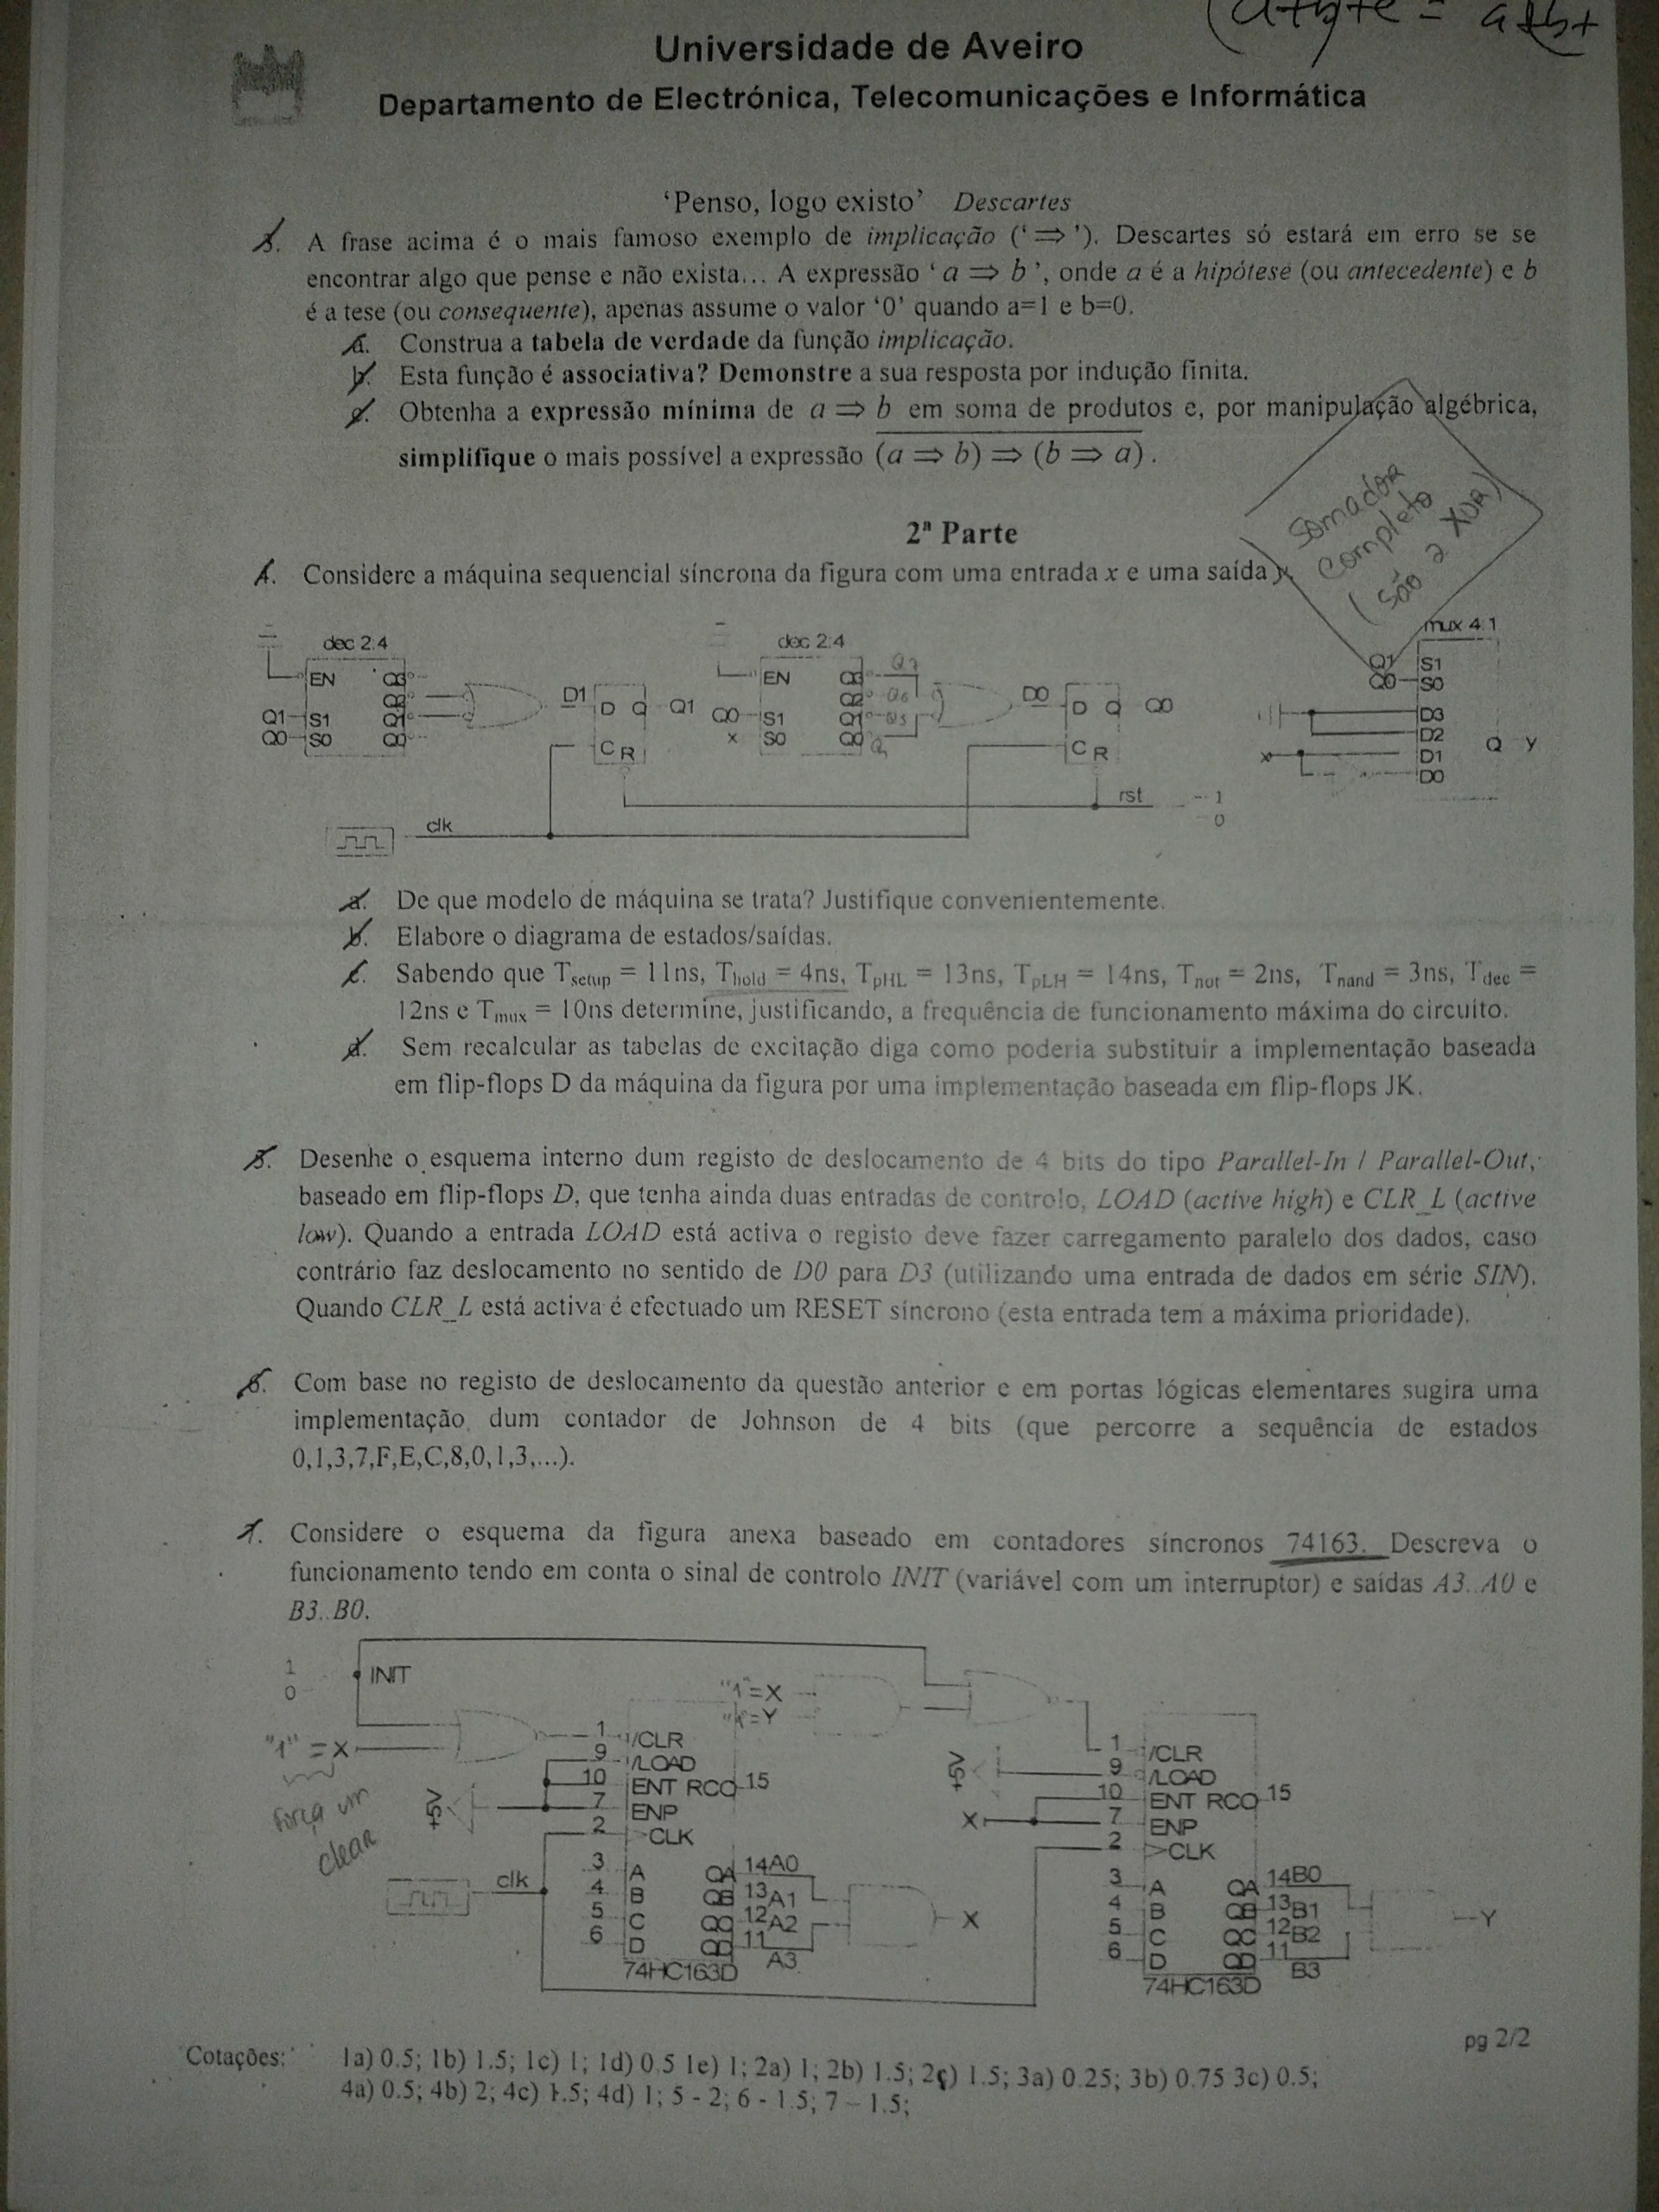 (a+b)+c = a+(b+
Universidade de Aveiro
Departamento de Electrónica, Telecomunicações e Informática
‘Penso, logo existo’ Descartes
3. A frase acima é o mais famoso exemplo de implicação (‘⇒’). Descartes só estará em erro se se
encontrar algo que pense e não exista... A expressão ‘a ⇒ b’, onde a é a hipótese (ou antecedente) e b
é a tese (ou consequente), apenas assume o valor ‘0’ quando a=1 e b=0.
a. Construa a tabela de verdade da função implicação.
b. Esta função é associativa? Demonstre a sua resposta por indução finita.
c. Obtenha a expressão mínima de a ⇒ b em soma de produtos e, por manipulação algébrica,
simplifique o mais possível a expressão (a ⇒ b) ⇒ (b ⇒ a).
somador
completo
(são 2 XOR)
2ª Parte
4. Considere a máquina sequencial síncrona da figura com uma entrada x e uma saída y.
dec 2:4 dec 2:4 mux 4:1
EN Q3 EN Q3 Q1 S1
Q2 D1 D Q Q1 Q2 D0 D Q Q0 Q0 S0
Q1 S1 Q1 Q0 S1 Q1 D3
Q0 S0 Q0 x S0 Q0 D2
C R C R x D1 Q y
D0
rst 1
0
clk
a. De que modelo de máquina se trata? Justifique convenientemente.
b. Elabore o diagrama de estados/saídas.
c. Sabendo que Tsetup = 11ns, Thold = 4ns, TpHL = 13ns, TpLH = 14ns, Tnot = 2ns, Tnand = 3ns, Tdec =
12ns e Tmux = 10ns determine, justificando, a frequência de funcionamento máxima do circuito.
d. Sem recalcular as tabelas de excitação diga como poderia substituir a implementação baseada
em flip-flops D da máquina da figura por uma implementação baseada em flip-flops JK.
5. Desenhe o esquema interno dum registo de deslocamento de 4 bits do tipo Parallel-In / Parallel-Out,
baseado em flip-flops D, que tenha ainda duas entradas de controlo, LOAD (active high) e CLR_L (active
low). Quando a entrada LOAD está activa o registo deve fazer carregamento paralelo dos dados, caso
contrário faz deslocamento no sentido de D0 para D3 (utilizando uma entrada de dados em série SIN).
Quando CLR_L está activa é efectuado um RESET síncrono (esta entrada tem a máxima prioridade).
6. Com base no registo de deslocamento da questão anterior e em portas lógicas elementares sugira uma
implementação dum contador de Johnson de 4 bits (que percorre a sequência de estados
0,1,3,7,F,E,C,8,0,1,3,...).
7. Considere o esquema da figura anexa baseado em contadores síncronos 74163. Descreva o
funcionamento tendo em conta o sinal de controlo INIT (variável com um interruptor) e saídas A3..A0 e
B3..B0.
1 INIT
0
"1"=X
"1"=Y
"1" = X
força um
clear
1 /CLR
9 /LOAD
10 ENT RCO 15
7 ENP
2 CLK
+5V
clk
3 A QA 14 A0
4 B QB 13 A1
5 C QC 12 A2
6 D QD 11 A3
74HC163D
X
+5V
X
1 /CLR
9 /LOAD
10 ENT RCO 15
7 ENP
2 CLK
3 A QA 14 B0
4 B QB 13 B1
5 C QC 12 B2
6 D QD 11 B3
74HC163D
Y
pg 2/2
Cotações: 1a) 0.5; 1b) 1.5; 1c) 1; 1d) 0.5 1e) 1; 2a) 1; 2b) 1.5; 2c) 1.5; 3a) 0.25; 3b) 0.75 3c) 0.5;
4a) 0.5; 4b) 2; 4c) 1.5; 4d) 1; 5 - 2; 6 - 1.5; 7 – 1.5;